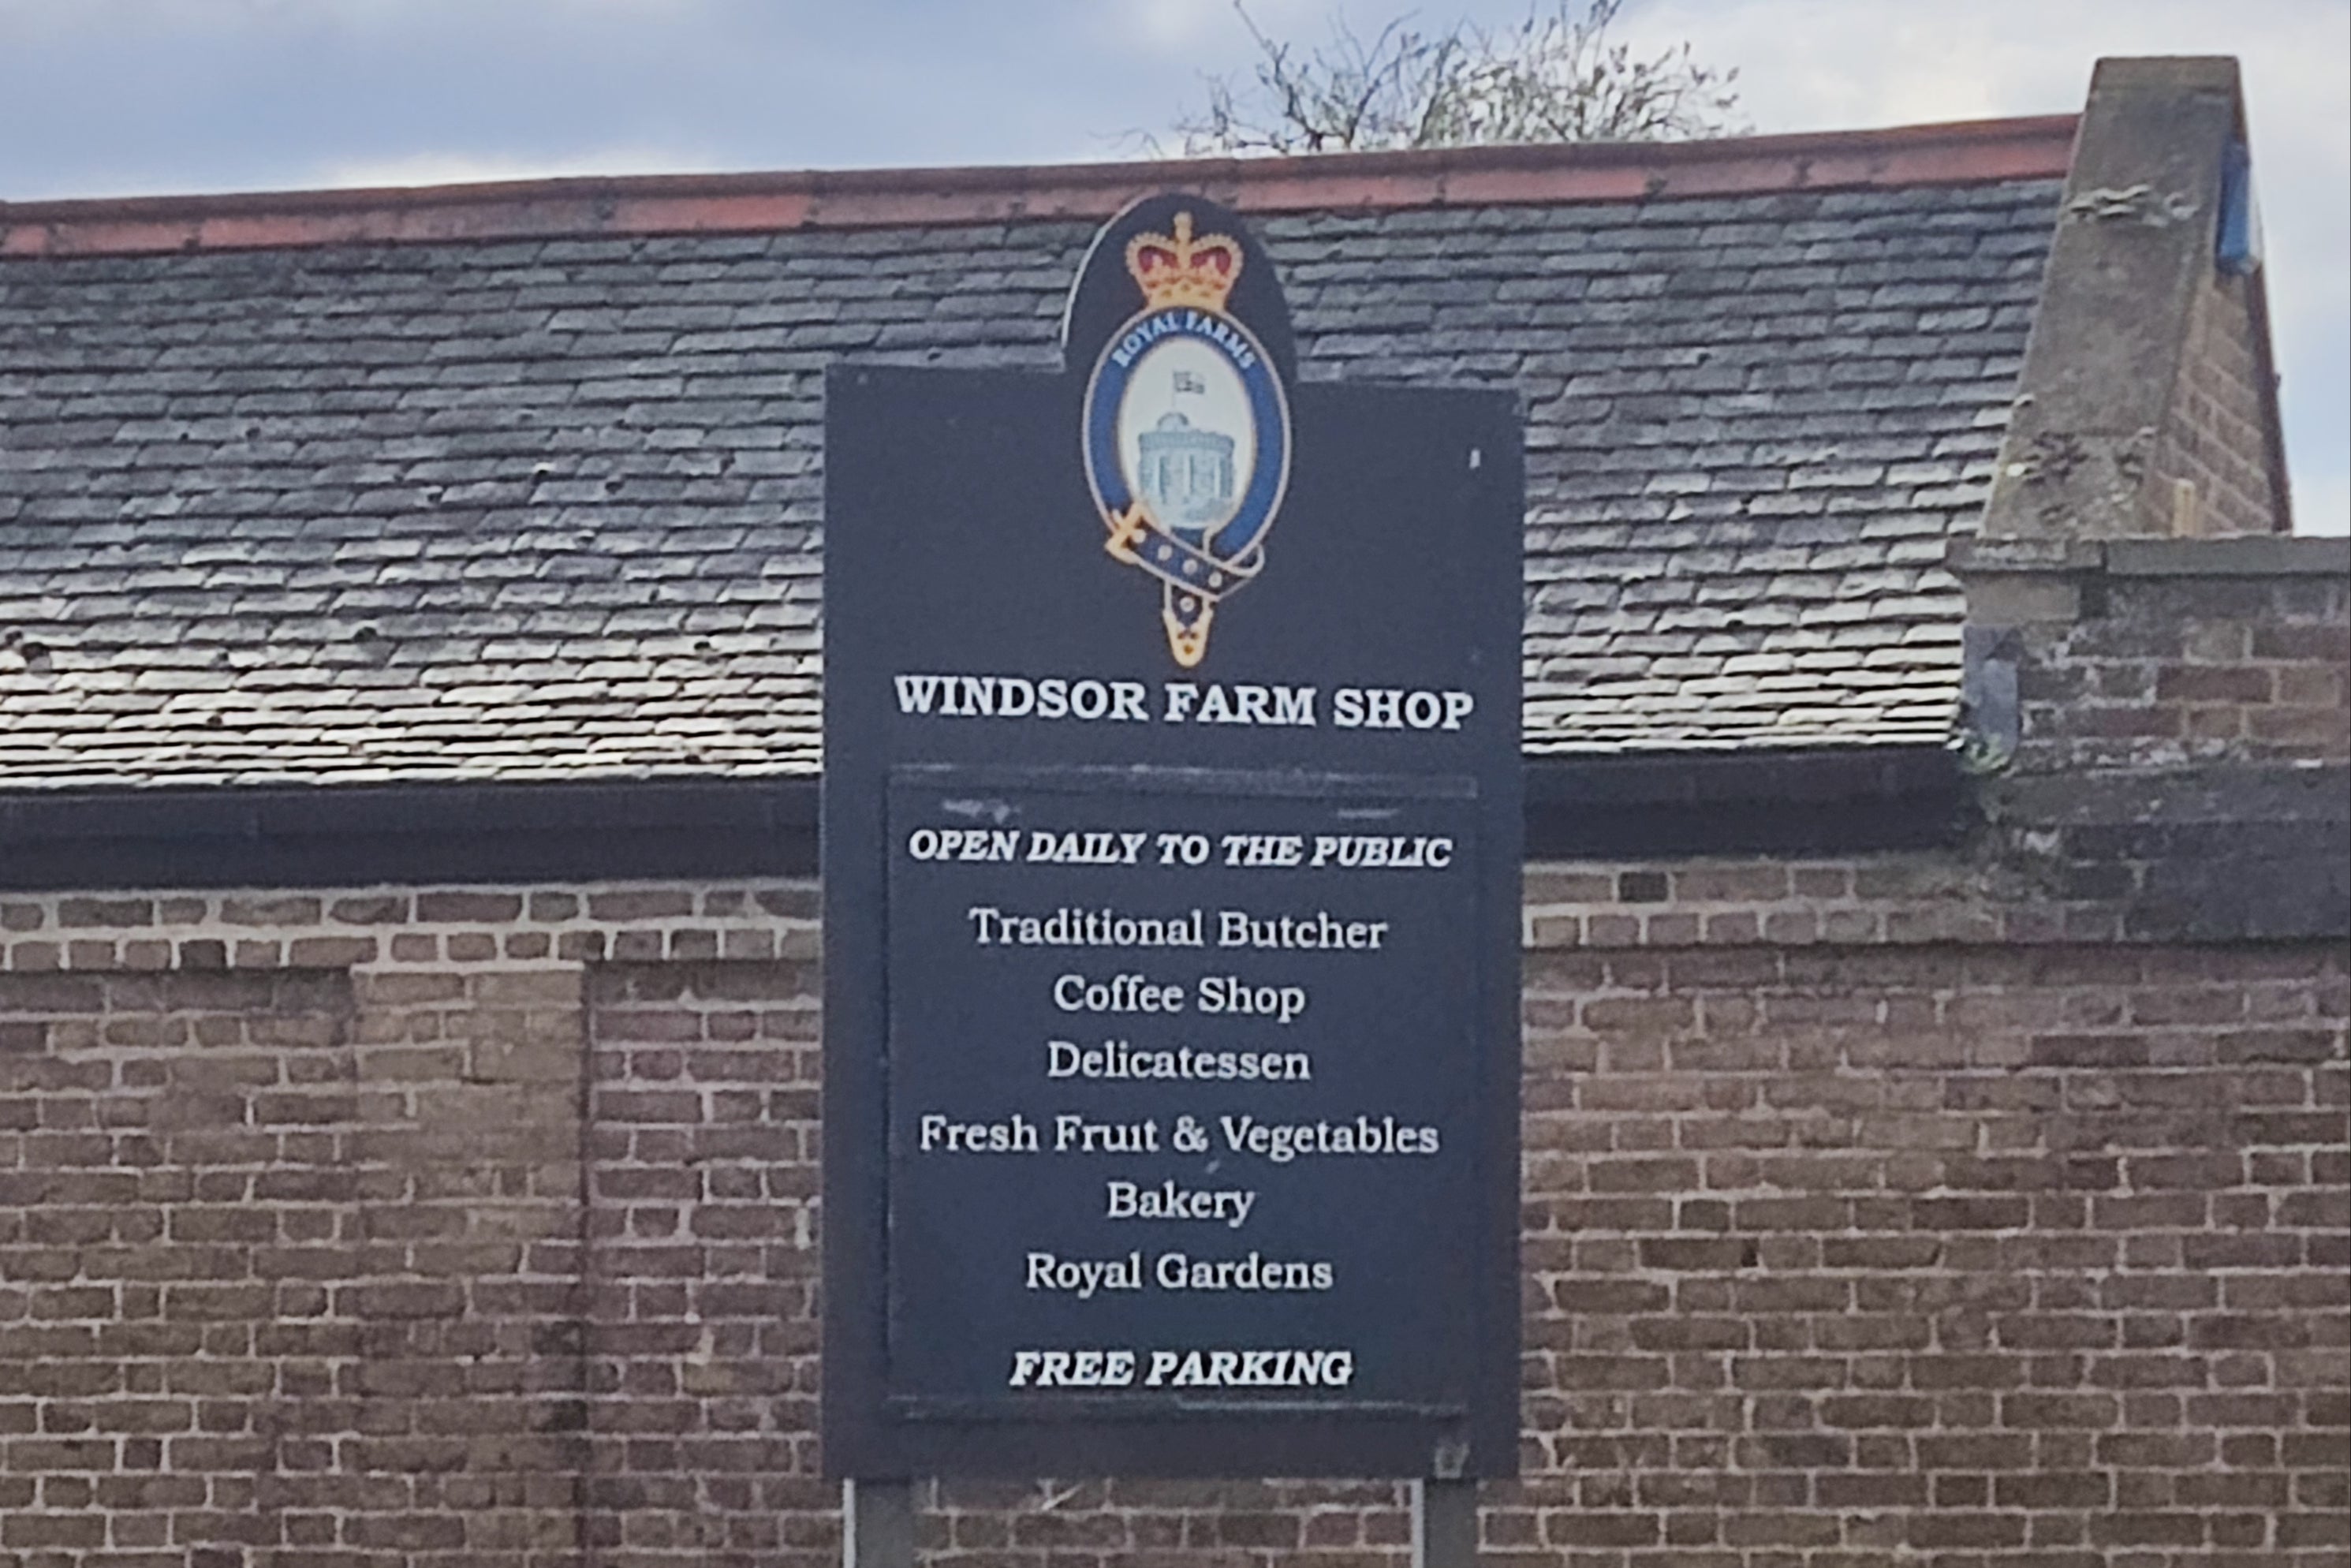 ROYAL FARMS
WINDSOR FARM SHOP
OPEN DAILY TO THE PUBLIC
Traditional Butcher
Coffee Shop
Delicatessen
Fresh Fruit & Vegetables
Bakery
Royal Gardens
FREE PARKING